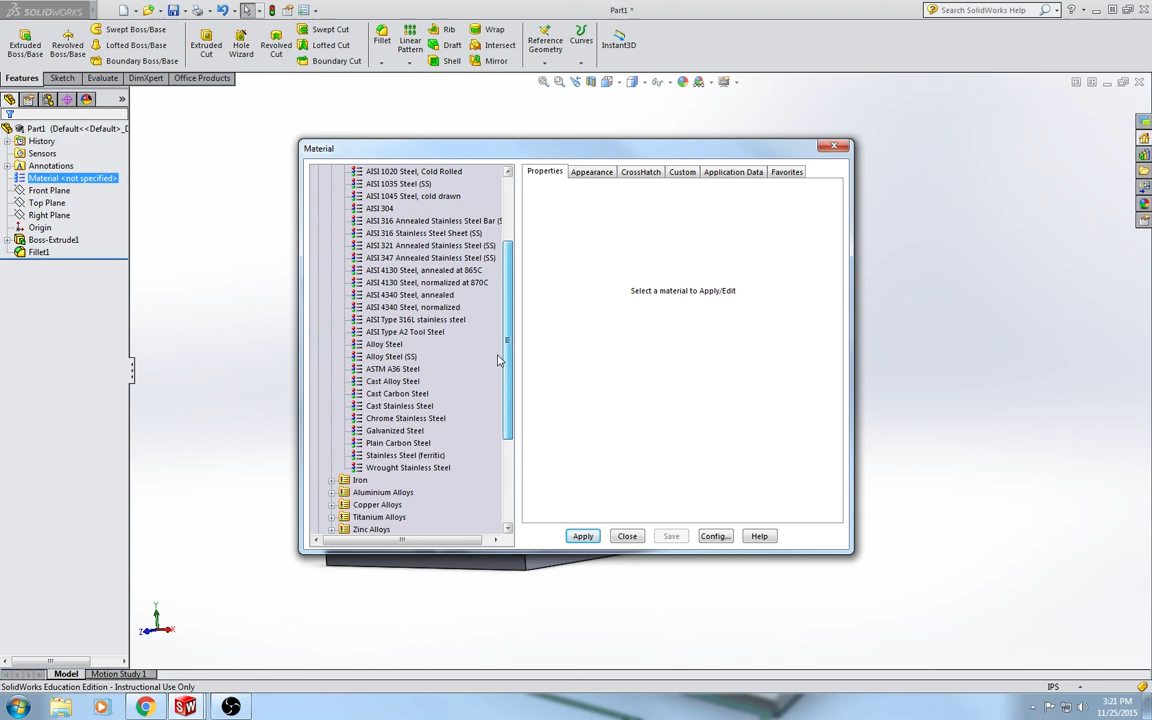 SOLIDWORKS
Part1 *
Search SolidWorks Help
Extruded Boss/Base
Revolved Boss/Base
Swept Boss/Base
Lofted Boss/Base
Boundary Boss/Base
Extruded Cut
Hole Wizard
Revolved Cut
Swept Cut
Lofted Cut
Boundary Cut
Fillet
Linear Pattern
Rib
Draft
Shell
Wrap
Intersect
Mirror
Reference Geometry
Curves
Instant3D
Features
Sketch
Evaluate
DimXpert
Office Products
Part1 (Default<<Default>_D
History
Sensors
Annotations
Material <not specified>
Front Plane
Top Plane
Right Plane
Origin
Boss-Extrude1
Fillet1
Material
AISI 1020 Steel, Cold Rolled
AISI 1035 Steel (SS)
AISI 1045 Steel, cold drawn
AISI 304
AISI 316 Annealed Stainless Steel Bar (S
AISI 316 Stainless Steel Sheet (SS)
AISI 321 Annealed Stainless Steel (SS)
AISI 347 Annealed Stainless Steel (SS)
AISI 4130 Steel, annealed at 865C
AISI 4130 Steel, normalized at 870C
AISI 4340 Steel, annealed
AISI 4340 Steel, normalized
AISI Type 316L stainless steel
AISI Type A2 Tool Steel
Alloy Steel
Alloy Steel (SS)
ASTM A36 Steel
Cast Alloy Steel
Cast Carbon Steel
Cast Stainless Steel
Chrome Stainless Steel
Galvanized Steel
Plain Carbon Steel
Stainless Steel (ferritic)
Wrought Stainless Steel
Iron
Aluminium Alloys
Copper Alloys
Titanium Alloys
Zinc Alloys
Properties
Appearance
CrossHatch
Custom
Application Data
Favorites
Select a material to Apply/Edit
Apply
Close
Save
Config...
Help
Y
Z
X
Model
Motion Study 1
SolidWorks Education Edition - Instructional Use Only
IPS
3:21 PM
11/25/2015